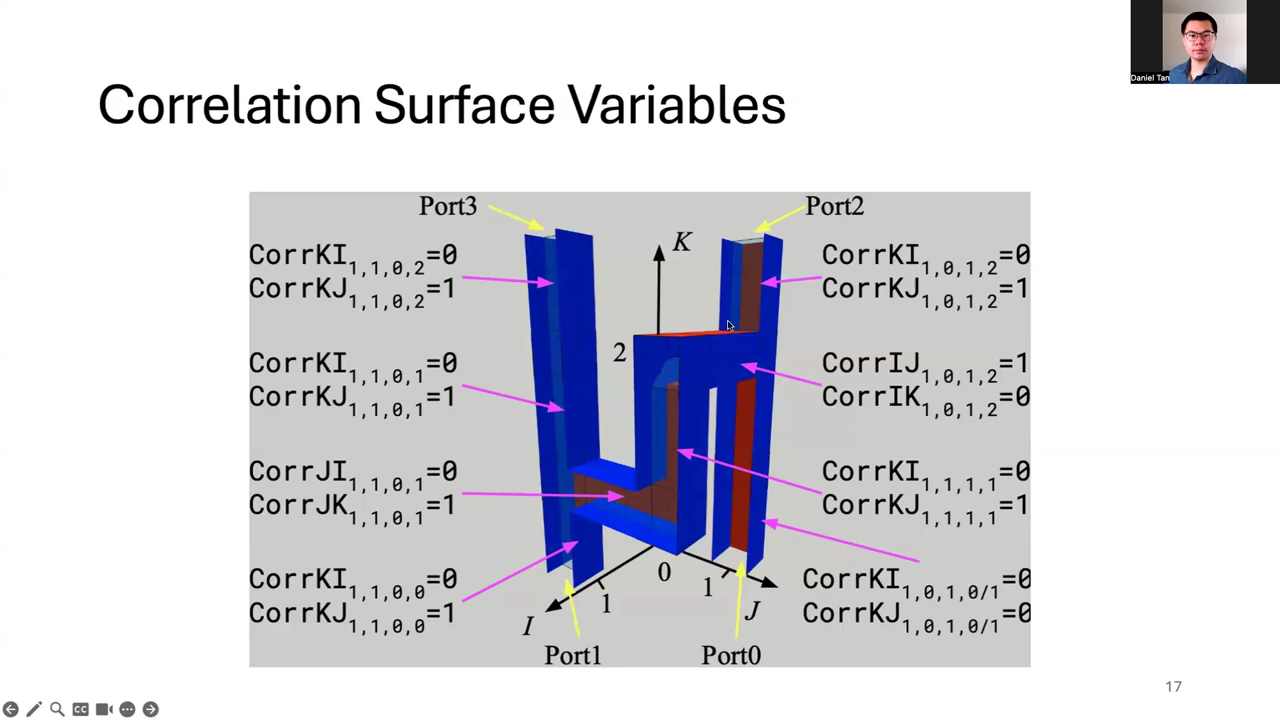 Daniel Tan
Correlation Surface Variables
Port3
Port2
K
CorrKI1,1,0,2=0
CorrKJ1,1,0,2=1
CorrKI1,0,1,2=0
CorrKJ1,0,1,2=1
2
CorrKI1,1,0,1=0
CorrKJ1,1,0,1=1
CorrIJ1,0,1,2=1
CorrIK1,0,1,2=0
CorrJI1,1,0,1=0
CorrJK1,1,0,1=1
CorrKI1,1,1,1=0
CorrKJ1,1,1,1=1
CorrKI1,1,0,0=0
CorrKJ1,1,0,0=1
0
1
1
I
J
CorrKI1,0,1,0/1=0
CorrKJ1,0,1,0/1=0
Port1
Port0
17
CC